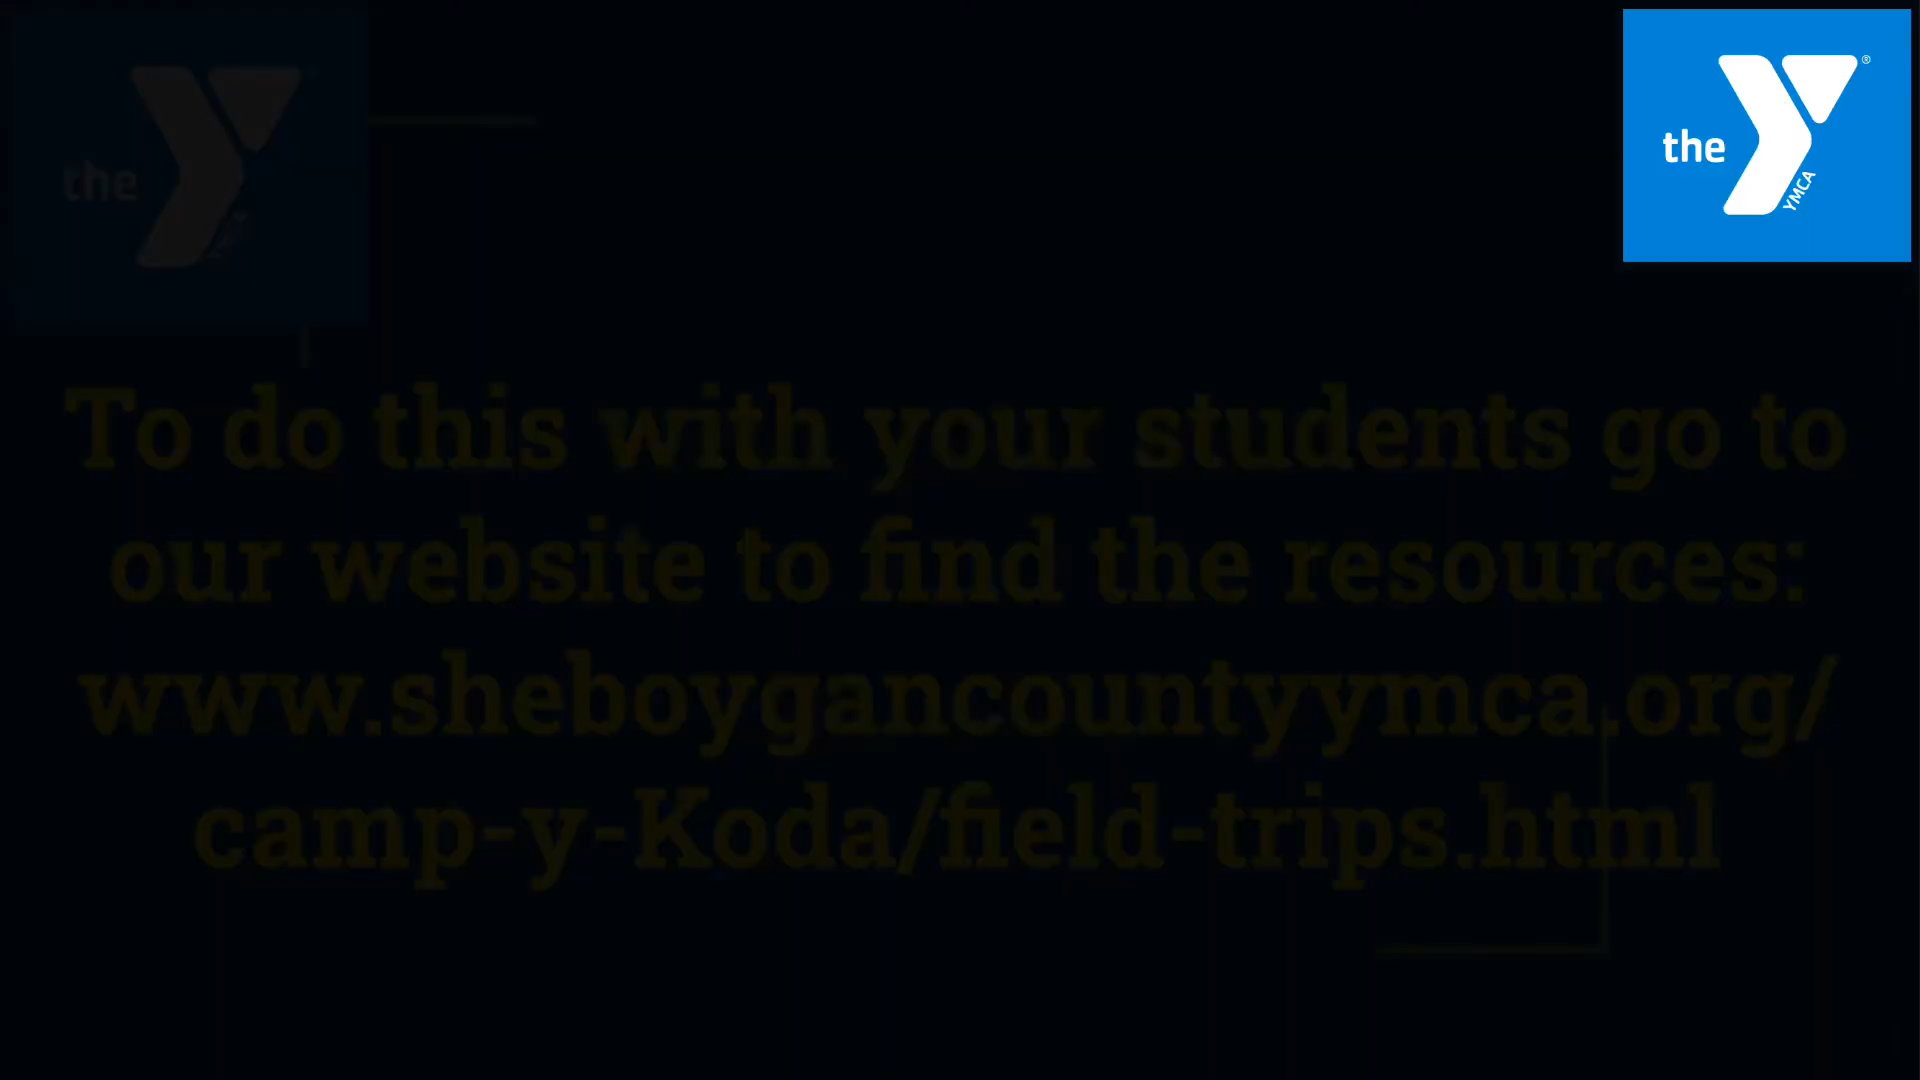 the
the
YMCA
®
To do this with your students go to
our website to find the resources:
www.sheboygancountyymca.org/
camp-y-Koda/field-trips.html